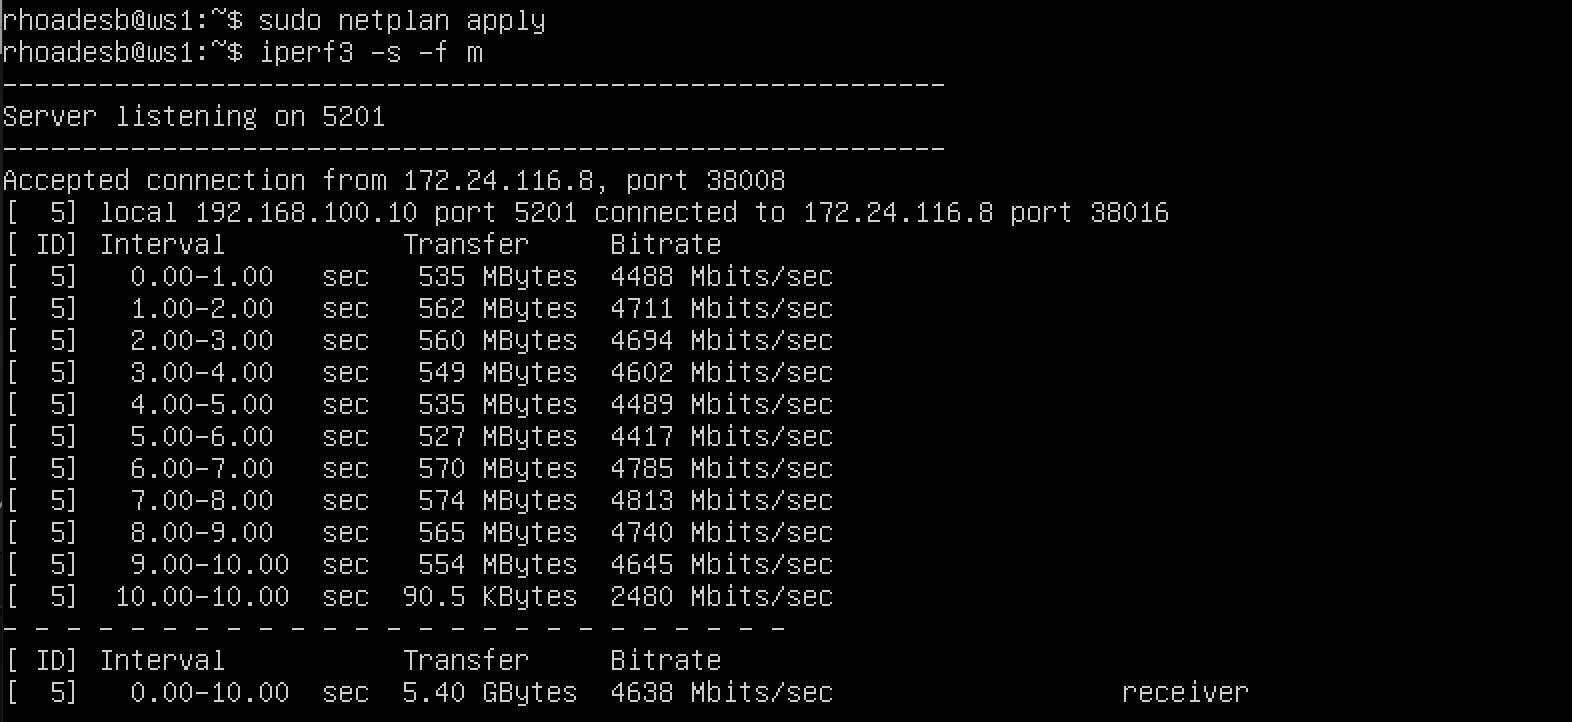 rhoadesb@ws1:~$ sudo netplan apply
rhoadesb@ws1:~$ iperf3 -s -f m
-----------------------------------------------------------
Server listening on 5201
-----------------------------------------------------------
Accepted connection from 172.24.116.8, port 38008
[  5] local 192.168.100.10 port 5201 connected to 172.24.116.8 port 38016
[ ID] Interval           Transfer     Bitrate
[  5]   0.00-1.00   sec   535 MBytes  4488 Mbits/sec
[  5]   1.00-2.00   sec   562 MBytes  4711 Mbits/sec
[  5]   2.00-3.00   sec   560 MBytes  4694 Mbits/sec
[  5]   3.00-4.00   sec   549 MBytes  4602 Mbits/sec
[  5]   4.00-5.00   sec   535 MBytes  4489 Mbits/sec
[  5]   5.00-6.00   sec   527 MBytes  4417 Mbits/sec
[  5]   6.00-7.00   sec   570 MBytes  4785 Mbits/sec
[  5]   7.00-8.00   sec   574 MBytes  4813 Mbits/sec
[  5]   8.00-9.00   sec   565 MBytes  4740 Mbits/sec
[  5]   9.00-10.00  sec   554 MBytes  4645 Mbits/sec
[  5]  10.00-10.00  sec  90.5 KBytes  2480 Mbits/sec
- - - - - - - - - - - - - - - - - - - - - - - - -
[ ID] Interval           Transfer     Bitrate
[  5]   0.00-10.00  sec  5.40 GBytes  4638 Mbits/sec                  receiver